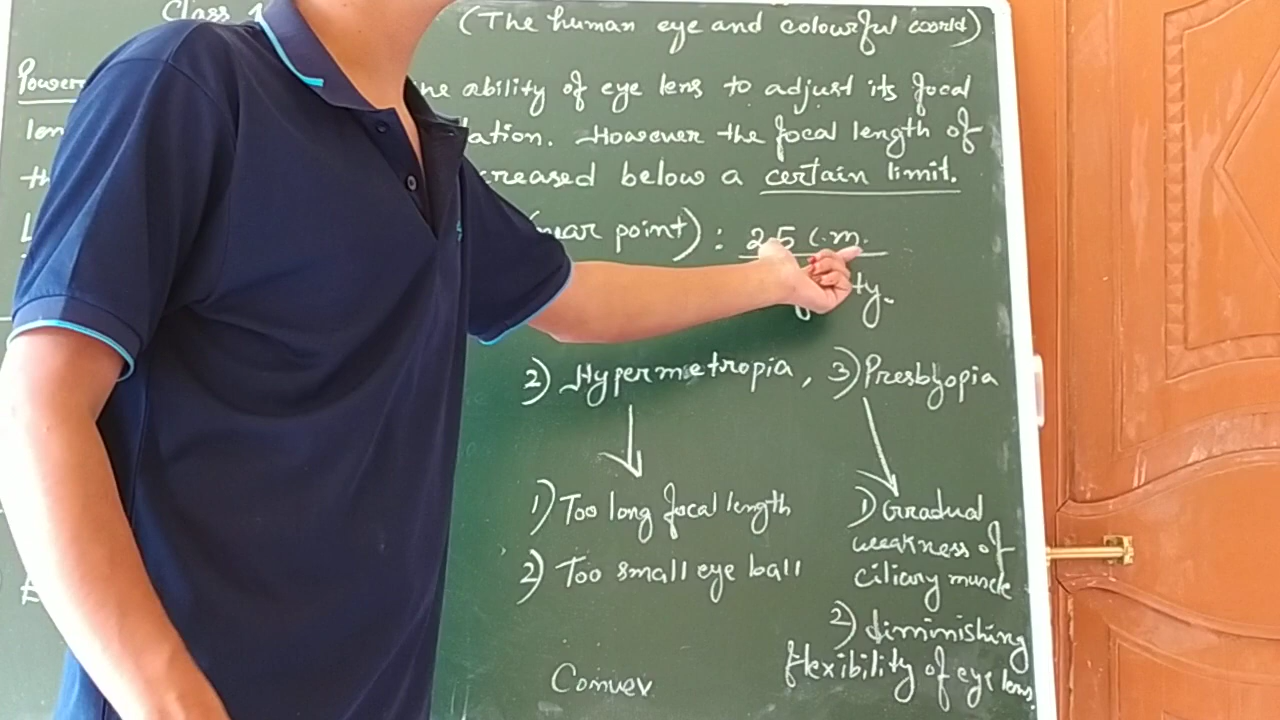 Class 1 (The human eye and colourful world)
Power he ability of eye lens to adjust its focal
len dation. However the focal length of
th creased below a certain limit.
L (near point) : 25 C.m.
ty.
2) Hypermetropia, 3) Presbyopia
1) Too long focal length
2) Too small eye ball
1) Gradual
weakness of
ciliary muscle
2) diminishing
flexibility of eye lens.
E
Convex